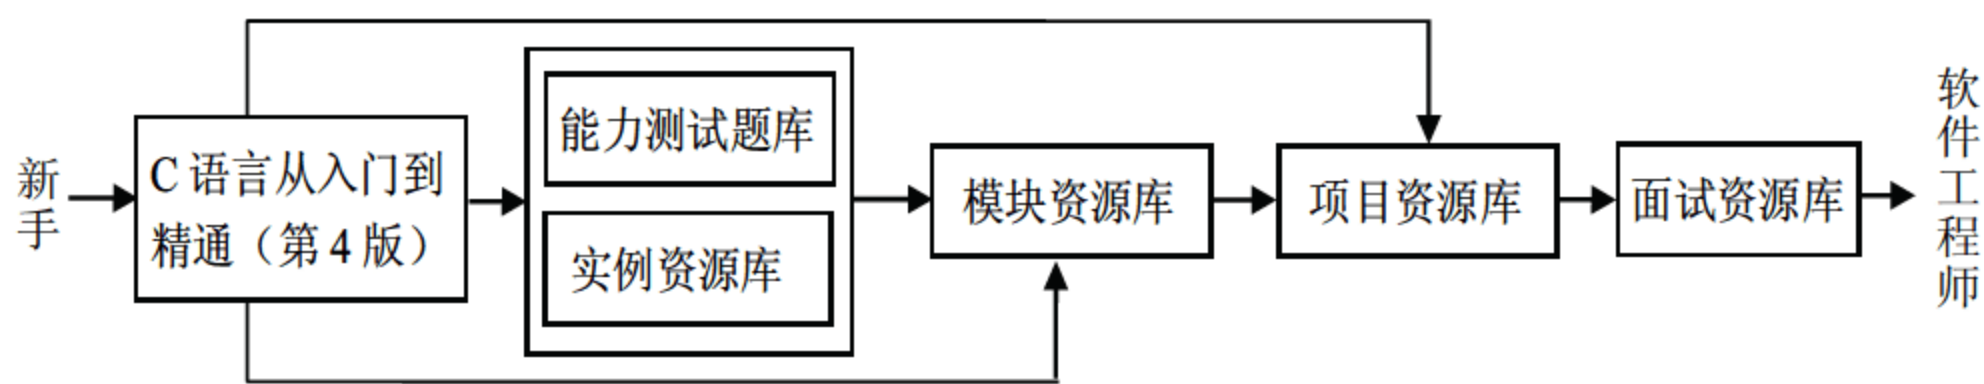 新手
C 语言从入门到
精通（第 4 版）
能力测试题库
实例资源库
模块资源库
项目资源库
面试资源库
软件工程师